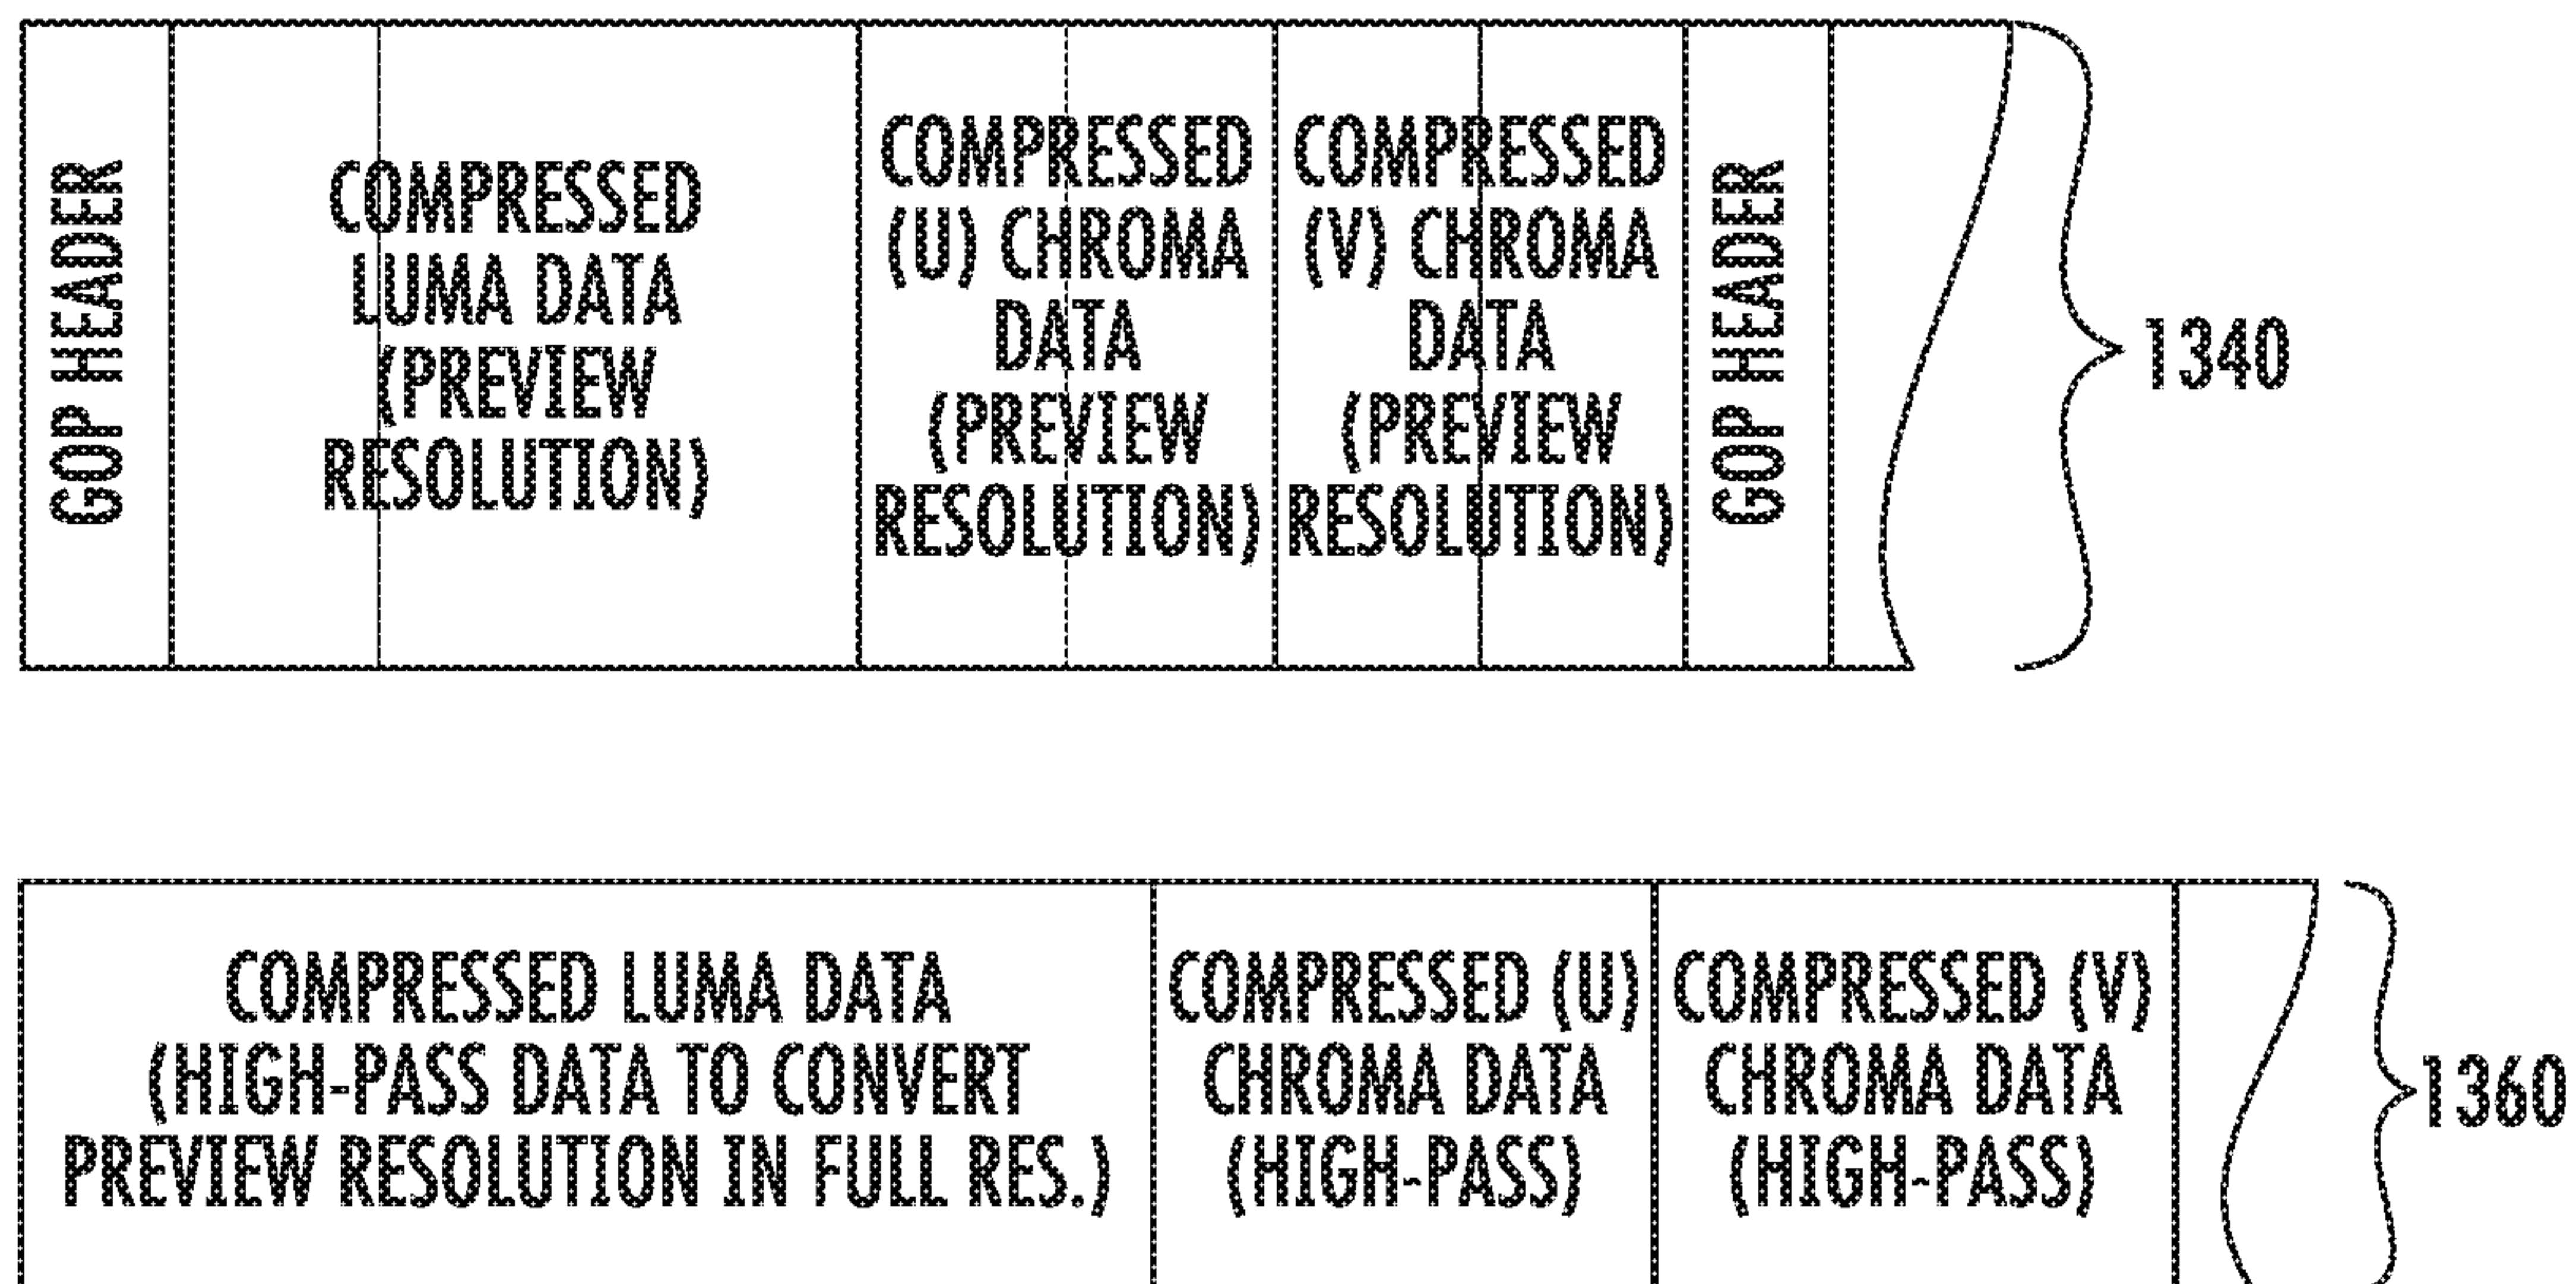 GOP HEADER
COMPRESSED
LUMA DATA
(PREVIEW
RESOLUTION)
COMPRESSED
(U) CHROMA
DATA
(PREVIEW
RESOLUTION)
COMPRESSED
(V) CHROMA
DATA
(PREVIEW
RESOLUTION)
GOP HEADER
1340
COMPRESSED LUMA DATA
(HIGH-PASS DATA TO CONVERT
PREVIEW RESOLUTION IN FULL RES.)
COMPRESSED (U)
CHROMA DATA
(HIGH-PASS)
COMPRESSED (V)
CHROMA DATA
(HIGH-PASS)
1360